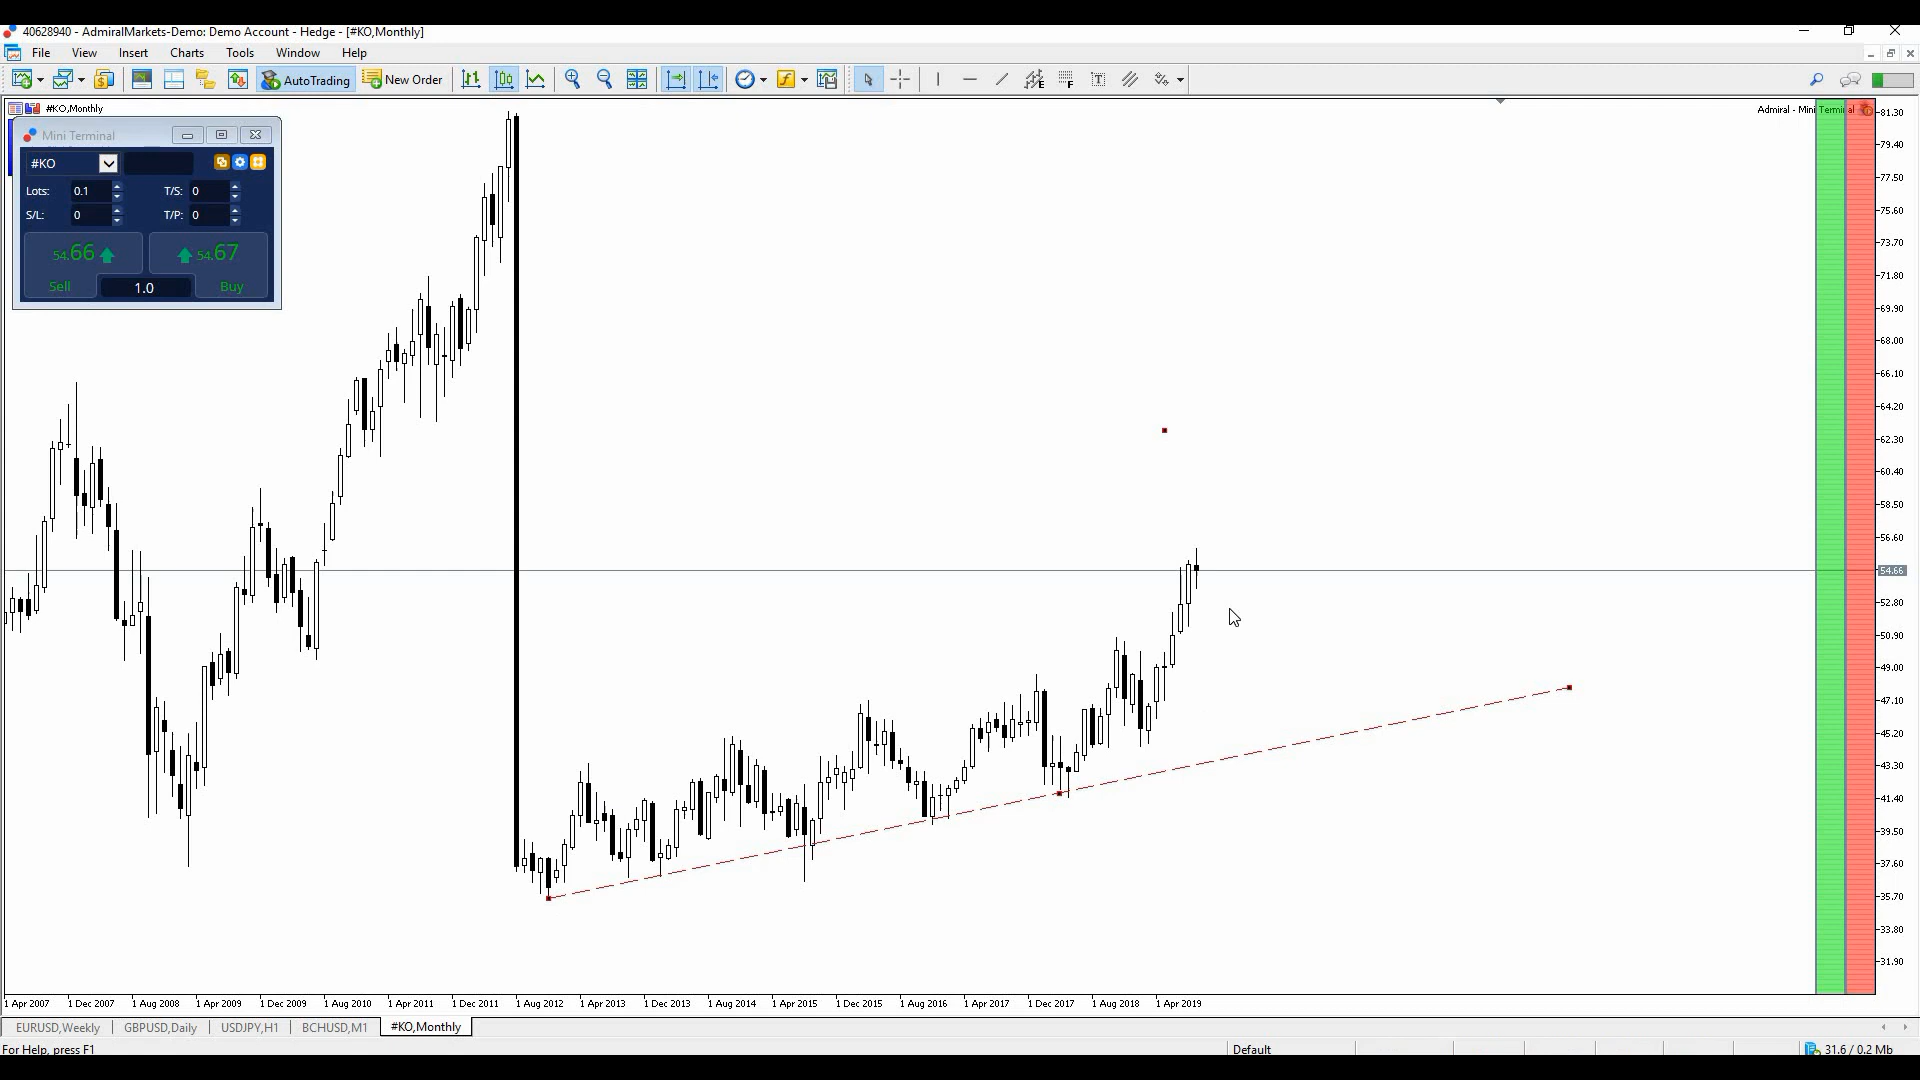 40628940 - AdmiralMarkets-Demo: Demo Account - Hedge - [#KO,Monthly]
File View Insert Charts Tools Window Help
AutoTrading New Order
#KO,Monthly
Admiral - Mini Terminal
Mini Terminal
#KO
Lots: 0.1 T/S: 0
S/L: 0 T/P: 0
54.66 54.67
Sell 1.0 Buy
81.30
79.40
77.50
75.60
73.70
71.80
69.90
68.00
66.10
64.20
62.30
60.40
58.50
56.60
54.66
52.80
50.90
49.00
47.10
45.20
43.30
41.40
39.50
37.60
35.70
33.80
31.90
1 Apr 2007 1 Dec 2007 1 Aug 2008 1 Apr 2009 1 Dec 2009 1 Aug 2010 1 Apr 2011 1 Dec 2011 1 Aug 2012 1 Apr 2013 1 Dec 2013 1 Aug 2014 1 Apr 2015 1 Dec 2015 1 Aug 2016 1 Apr 2017 1 Dec 2017 1 Aug 2018 1 Apr 2019
EURUSD,Weekly GBPUSD,Daily USDJPY,H1 BCHUSD,M1 #KO,Monthly
For Help, press F1 Default 31.6 / 0.2 Mb